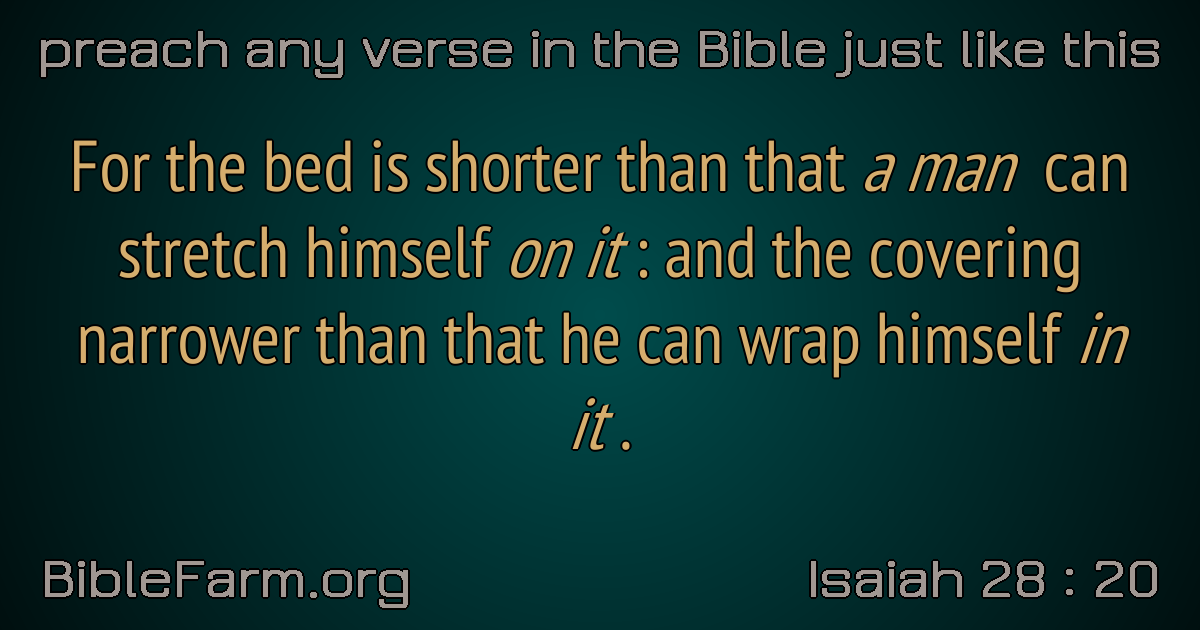 preach any verse in the Bible just like this
For the bed is shorter than that a man can
stretch himself on it : and the covering
narrower than that he can wrap himself in
it .
BibleFarm.org
Isaiah 28 : 20